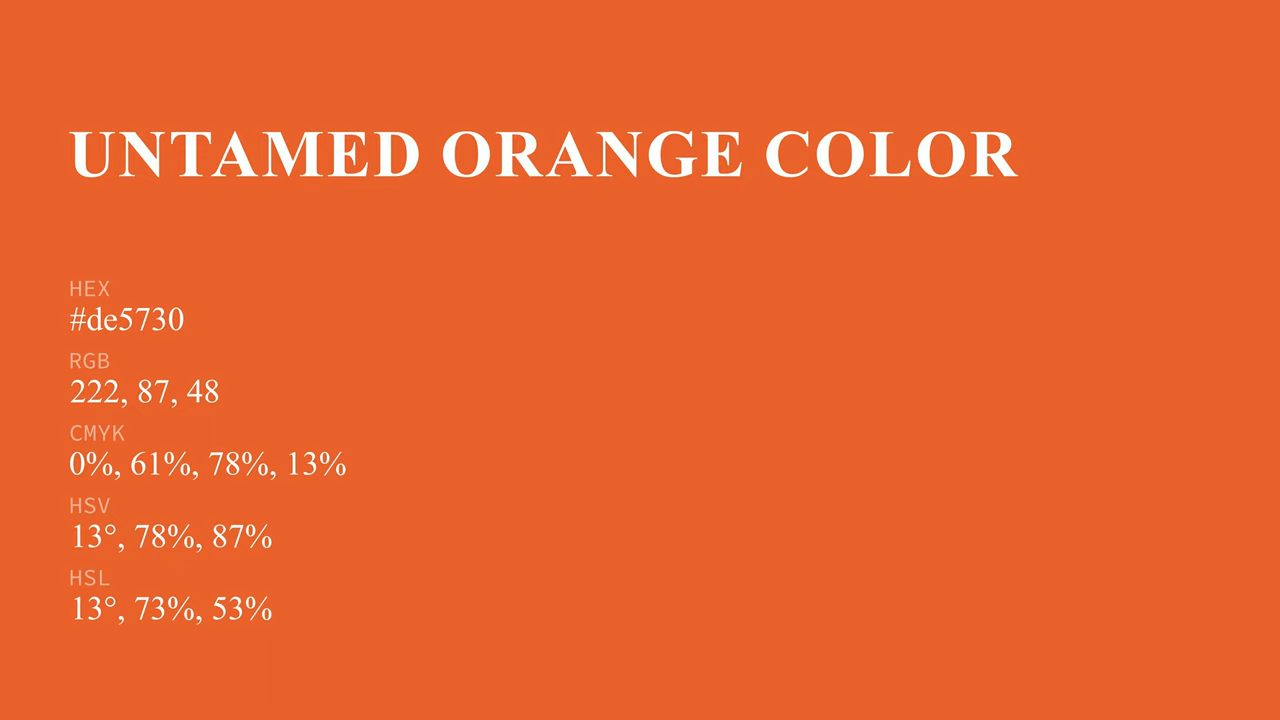 UNTAMED ORANGE COLOR
HEX
#de5730
RGB
222, 87, 48
CMYK
0%, 61%, 78%, 13%
HSV
13°, 78%, 87%
HSL
13°, 73%, 53%